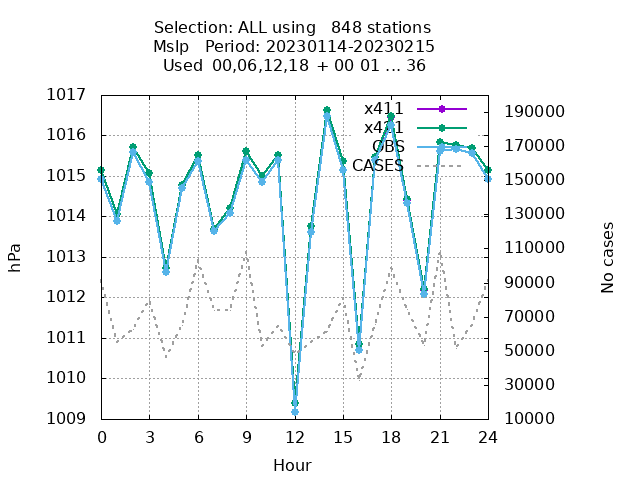 Selection: ALL using 848 stations
Mslp Period: 20230114-20230215
Used 00,06,12,18 + 00 01 ... 36
1017
1016
1015
1014
1013
1012
1011
1010
1009
hPa
x411
x431
OBS
CASES
190000
170000
150000
130000
110000
90000
70000
50000
30000
10000
No cases
0 3 6 9 12 15 18 21 24
Hour